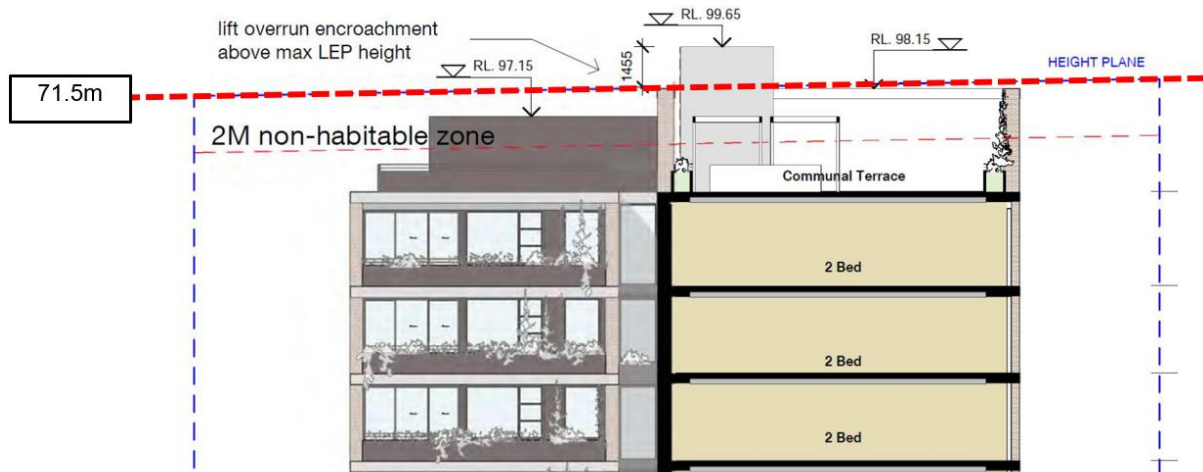 lift overrun encroachment
above max LEP height
RL. 99.65
RL. 98.15
RL. 97.15
1455
HEIGHT PLANE
71.5m
2M non-habitable zone
Communal Terrace
2 Bed
2 Bed
2 Bed